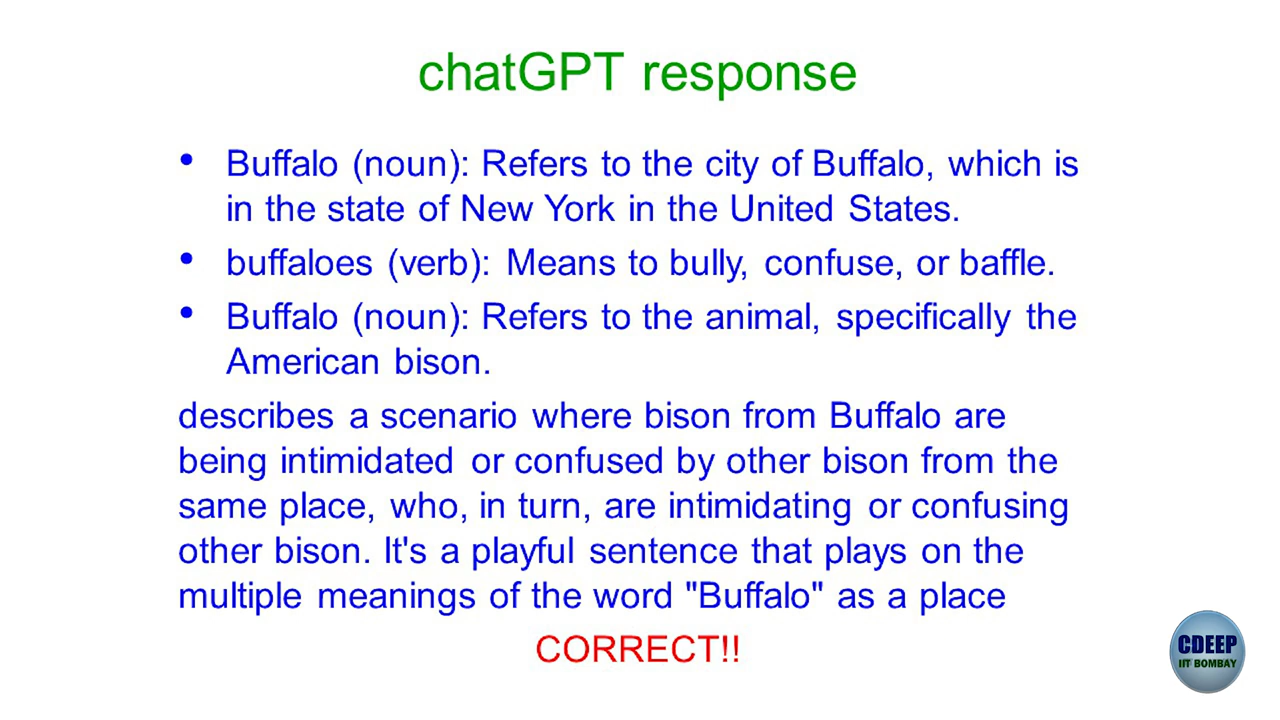 chatGPT response
• Buffalo (noun): Refers to the city of Buffalo, which is
in the state of New York in the United States.
• buffaloes (verb): Means to bully, confuse, or baffle.
• Buffalo (noun): Refers to the animal, specifically the
American bison.
describes a scenario where bison from Buffalo are
being intimidated or confused by other bison from the
same place, who, in turn, are intimidating or confusing
other bison. It's a playful sentence that plays on the
multiple meanings of the word "Buffalo" as a place
CORRECT!!
CDEEP
IIT BOMBAY